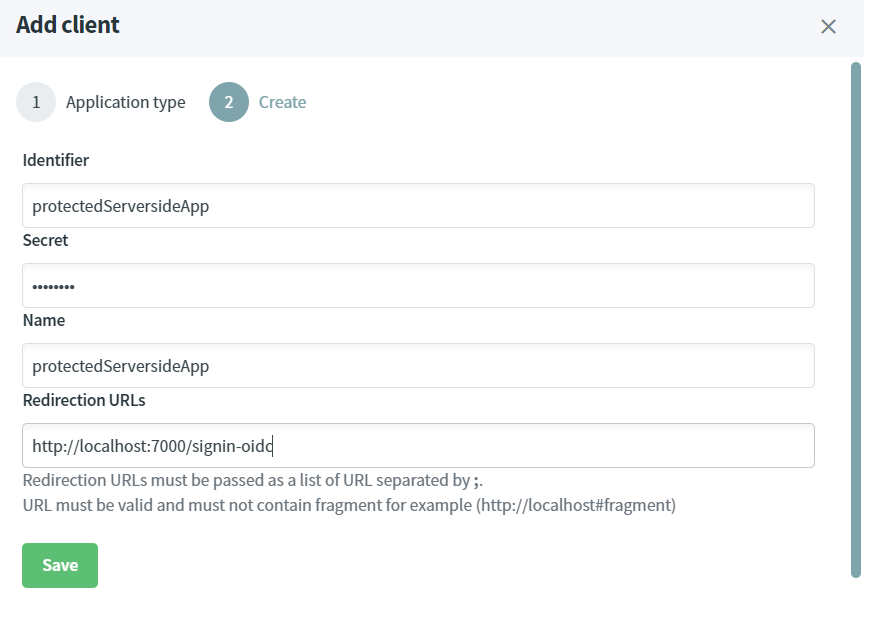 Add client
1 Application type 2 Create
Identifier
protectedServersideApp
Secret
••••••••
Name
protectedServersideApp
Redirection URLs
http://localhost:7000/signin-oidc
Redirection URLs must be passed as a list of URL separated by ;.
URL must be valid and must not contain fragment for example (http://localhost#fragment)
Save